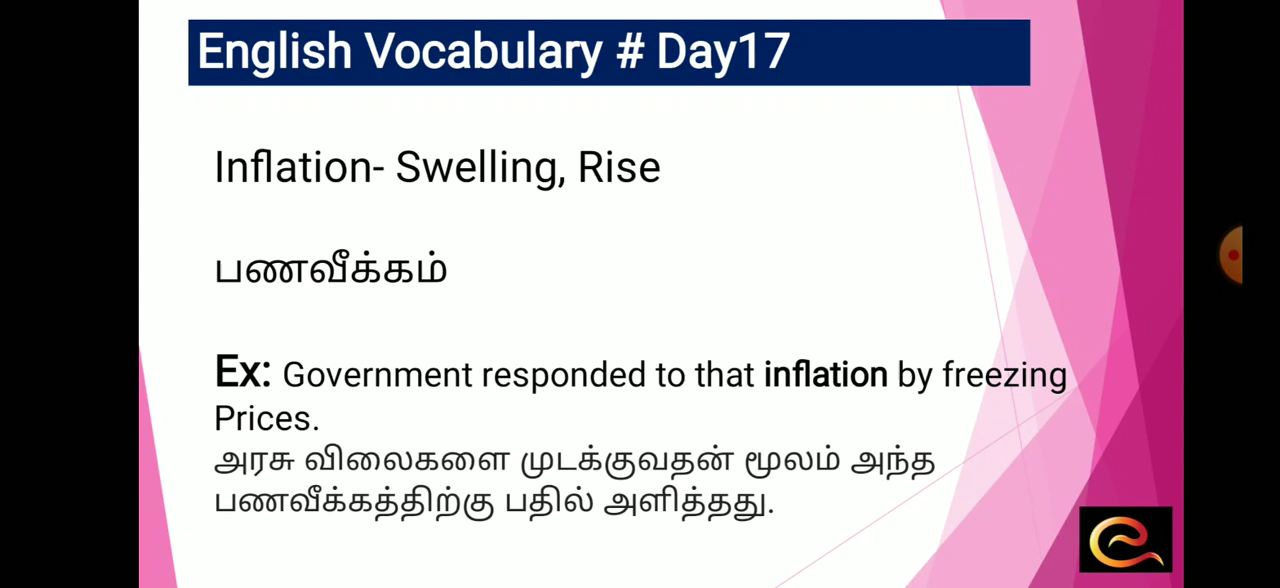 English Vocabulary # Day17
Inflation- Swelling, Rise
பணவீக்கம்
Ex: Government responded to that inflation by freezing
Prices.
அரசு விலைகளை முடக்குவதன் மூலம் அந்த
பணவீக்கத்திற்கு பதில் அளித்தது.